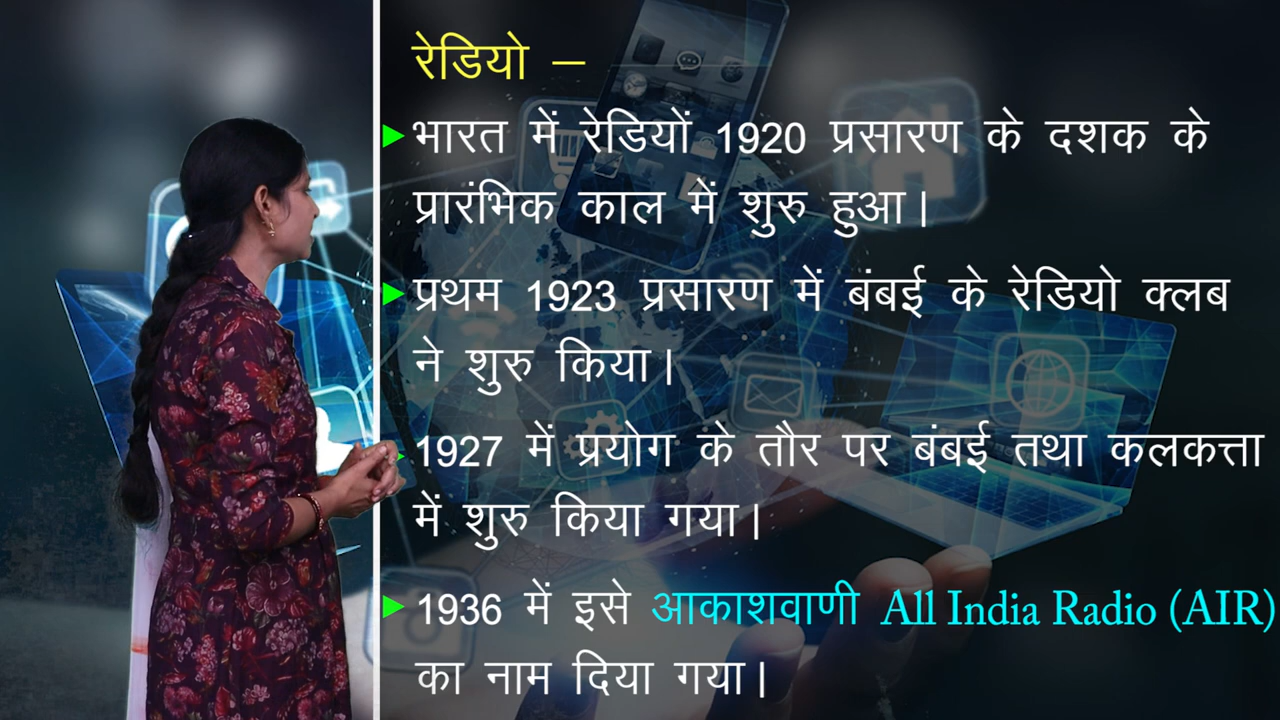 रेडियो –
भारत में रेडियों 1920 प्रसारण के दशक के
प्रारंभिक काल में शुरु हुआ।
प्रथम 1923 प्रसारण में बंबई के रेडियो क्लब
ने शुरु किया।
1927 में प्रयोग के तौर पर बंबई तथा कलकत्ता
में शुरु किया गया।
1936 में इसे आकाशवाणी All India Radio (AIR)
का नाम दिया गया।